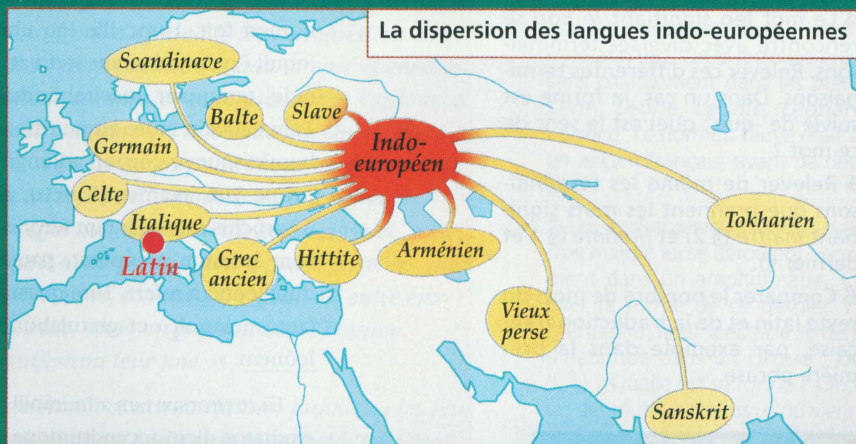 La dispersion des langues indo-européennes
Scandinave
Balte
Slave
Germain
Indo-
européen
Celte
Italique
Latin
Grec
ancien
Hittite
Arménien
Tokharien
Vieux
perse
Sanskrit